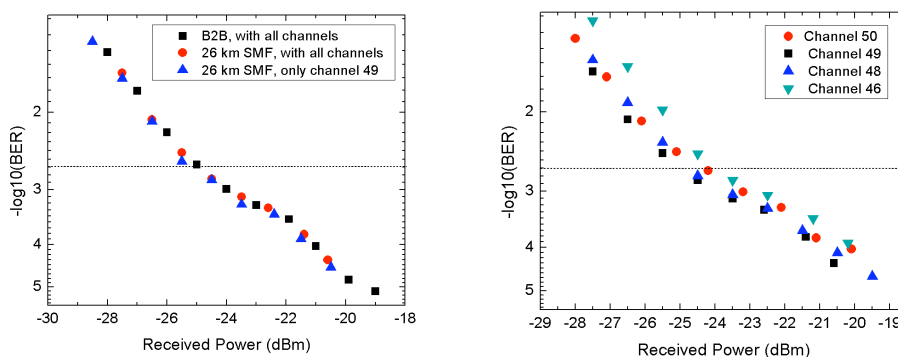 B2B, with all channels
26 km SMF, with all channels
26 km SMF, only channel 49
-log10(BER)
2
3
4
5
-30 -28 -26 -24 -22 -20 -18
Received Power (dBm)
Channel 50
Channel 49
Channel 48
Channel 46
-log10(BER)
2
3
4
5
-29 -28 -27 -26 -25 -24 -23 -22 -21 -20 -19
Received Power (dBm)